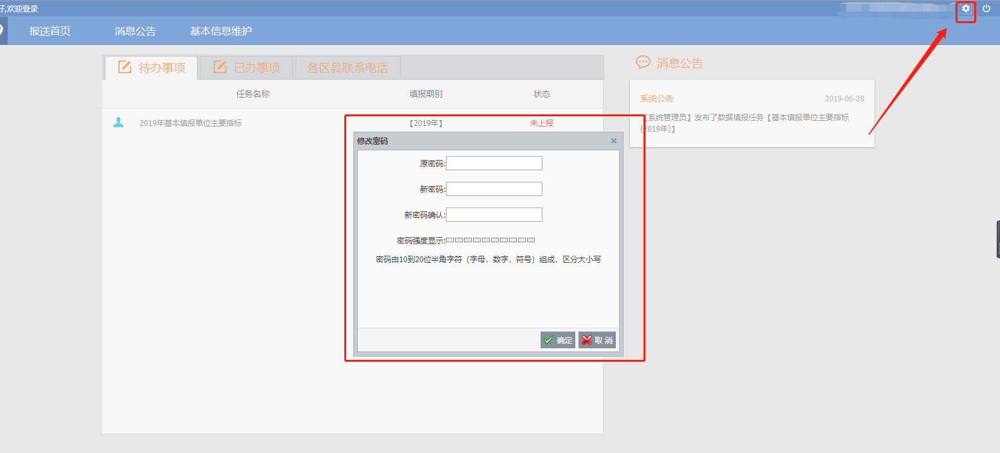 好,欢迎登录
报送首页 消息公告 基本信息维护
待办事项 已办事项 各区县联系电话
任务名称 填报期别 状态
2019年基本填报单位主要指标 【2019年】 未上报
消息公告
系统公告 2019-06-28
【系统管理员】发布了数据填报任务【基本填报单位主要指标
(2019年)】
修改密码
原密码:
新密码:
新密码确认:
密码强度显示:
密码由10到20位半角字符（字母，数字，符号）组成，区分大小写
确定 取 消